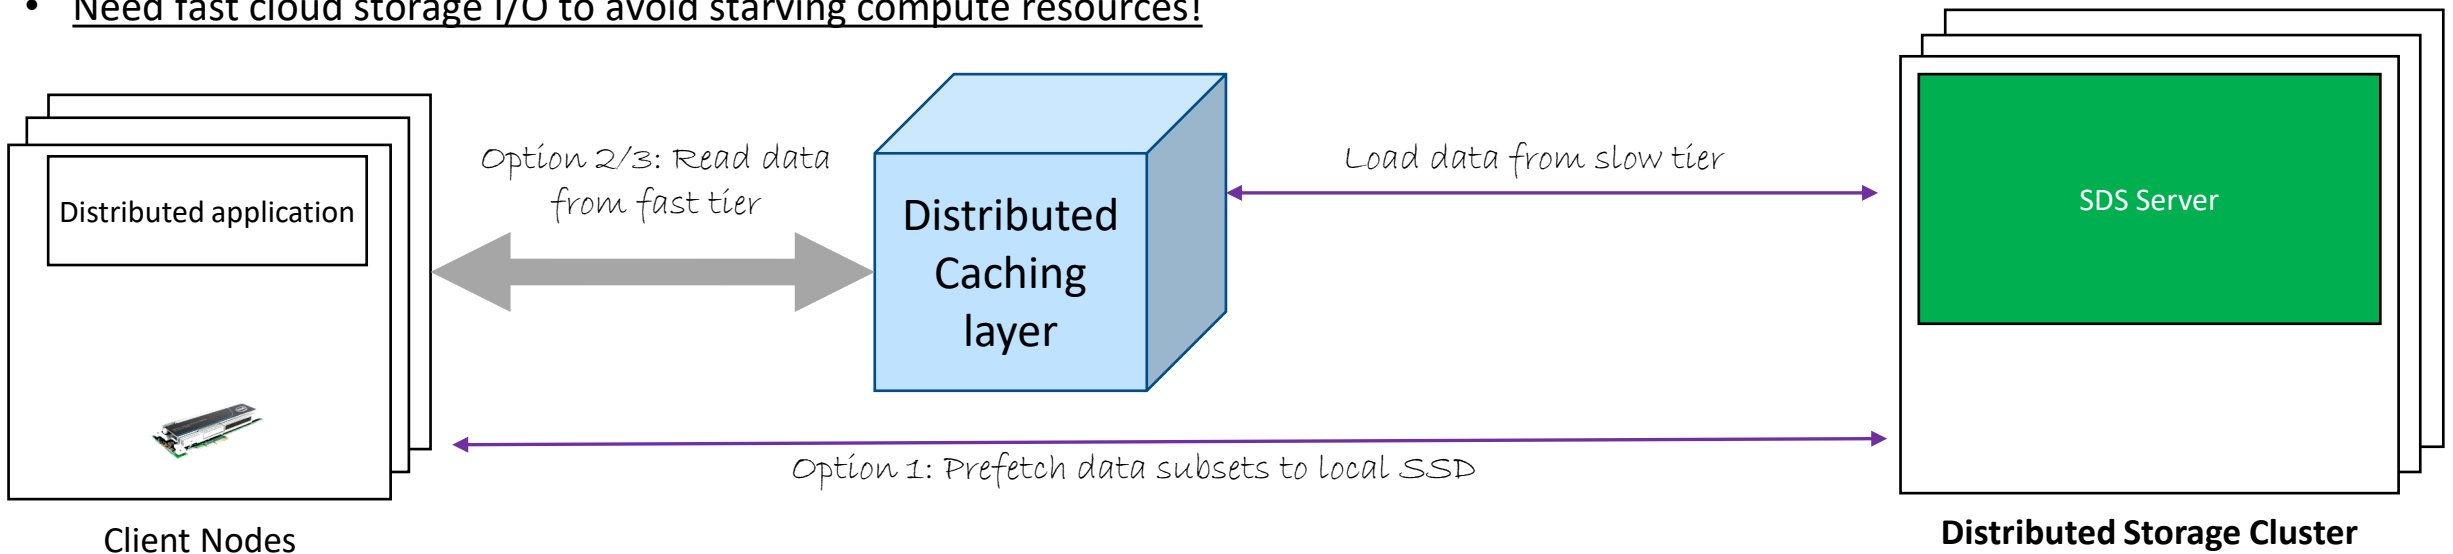 • Need fast cloud storage I/O to avoid starving compute resources!
Distributed application
Option 2/3: Read data
from fast tier
Distributed
Caching
layer
Load data from slow tier
SDS Server
Option 1: Prefetch data subsets to local SSD
Client Nodes
Distributed Storage Cluster